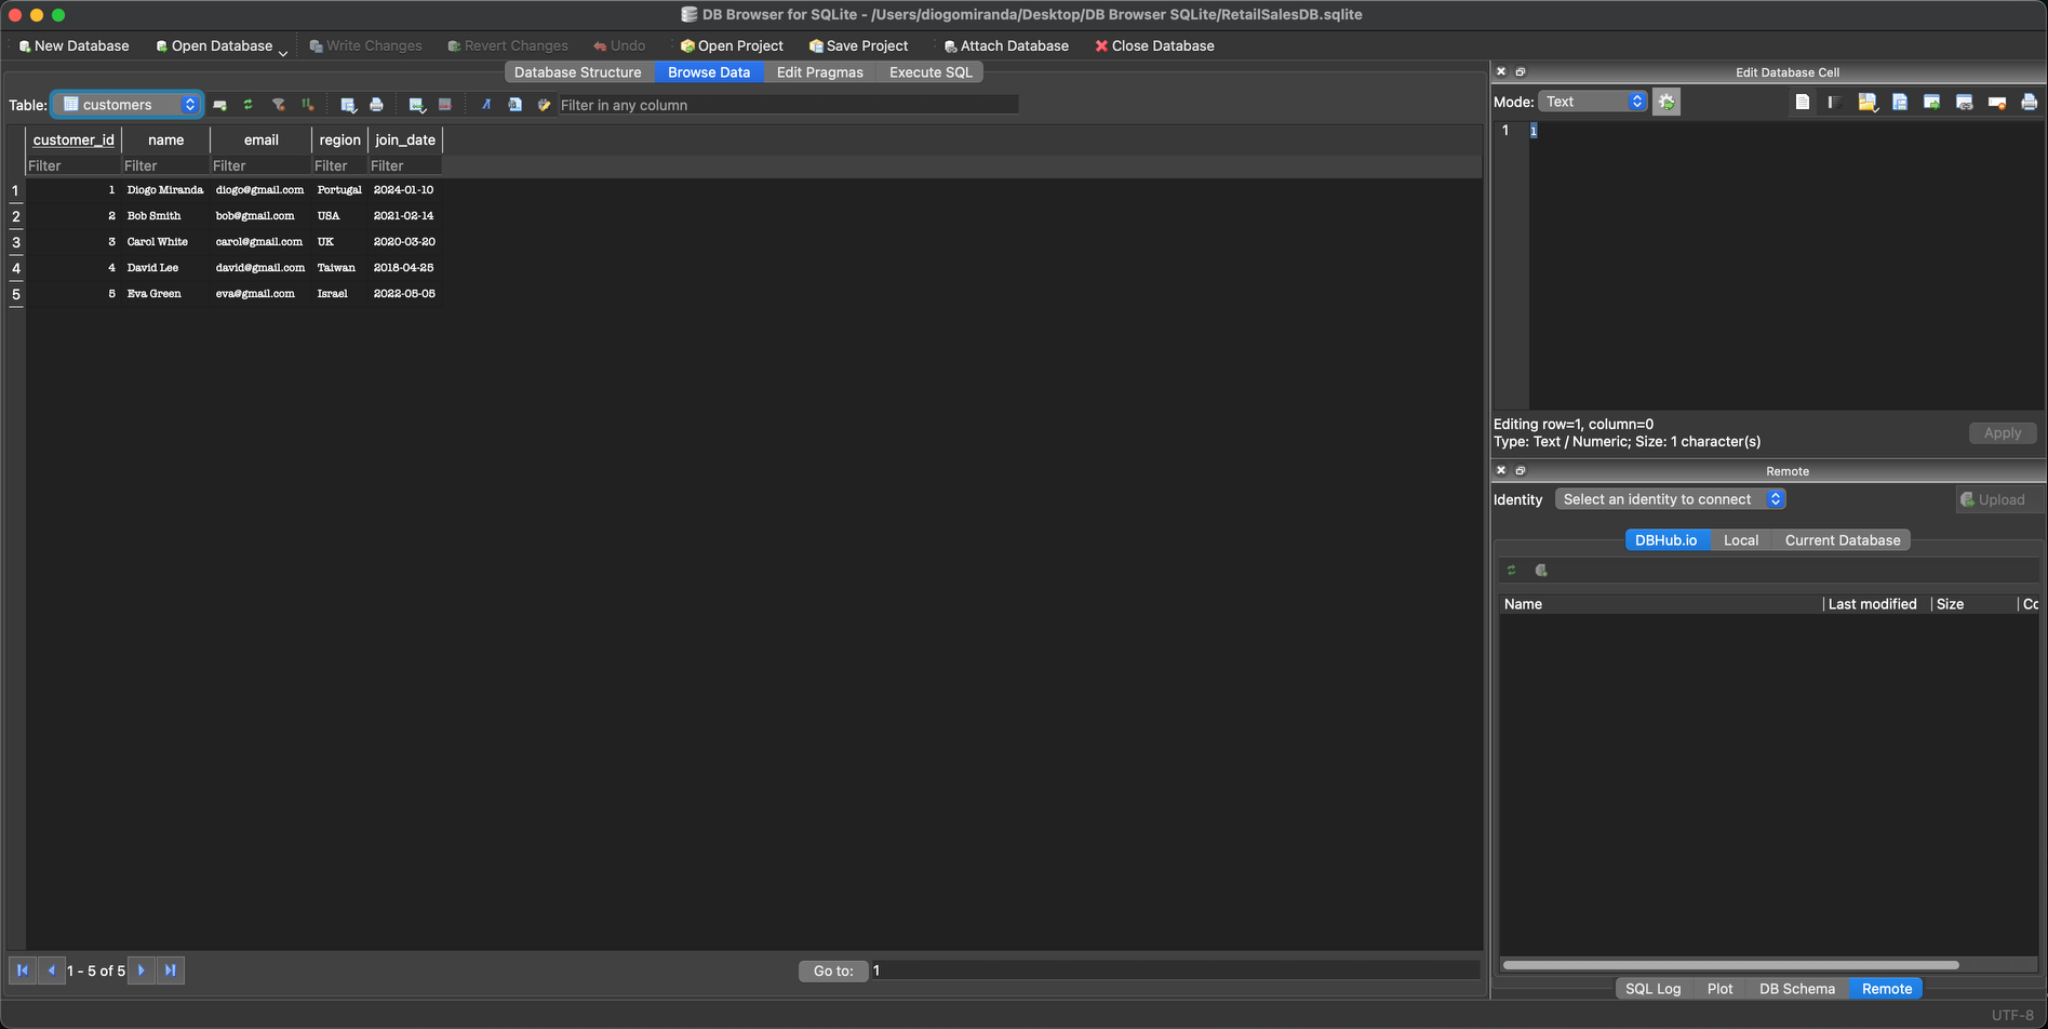 DB Browser for SQLite - /Users/diogomiranda/Desktop/DB Browser SQLite/RetailSalesDB.sqlite
New Database Open Database Write Changes Revert Changes Undo Open Project Save Project Attach Database Close Database
Database Structure Browse Data Edit Pragmas Execute SQL
Table: customers Filter in any column
customer_id name email region join_date
Filter Filter Filter Filter Filter
1 1 Diogo Miranda diogo@gmail.com Portugal 2024-01-10
2 2 Bob Smith bob@gmail.com USA 2021-02-14
3 3 Carol White carol@gmail.com UK 2020-03-20
4 4 David Lee david@gmail.com Taiwan 2018-04-25
5 5 Eva Green eva@gmail.com Israel 2022-05-05
1 - 5 of 5 Go to: 1
Edit Database Cell
Mode: Text
1 1
Editing row=1, column=0
Type: Text / Numeric; Size: 1 character(s)
Apply
Remote
Identity Select an identity to connect Upload
DBHub.io Local Current Database
Name Last modified Size Co
SQL Log Plot DB Schema Remote
UTF-8